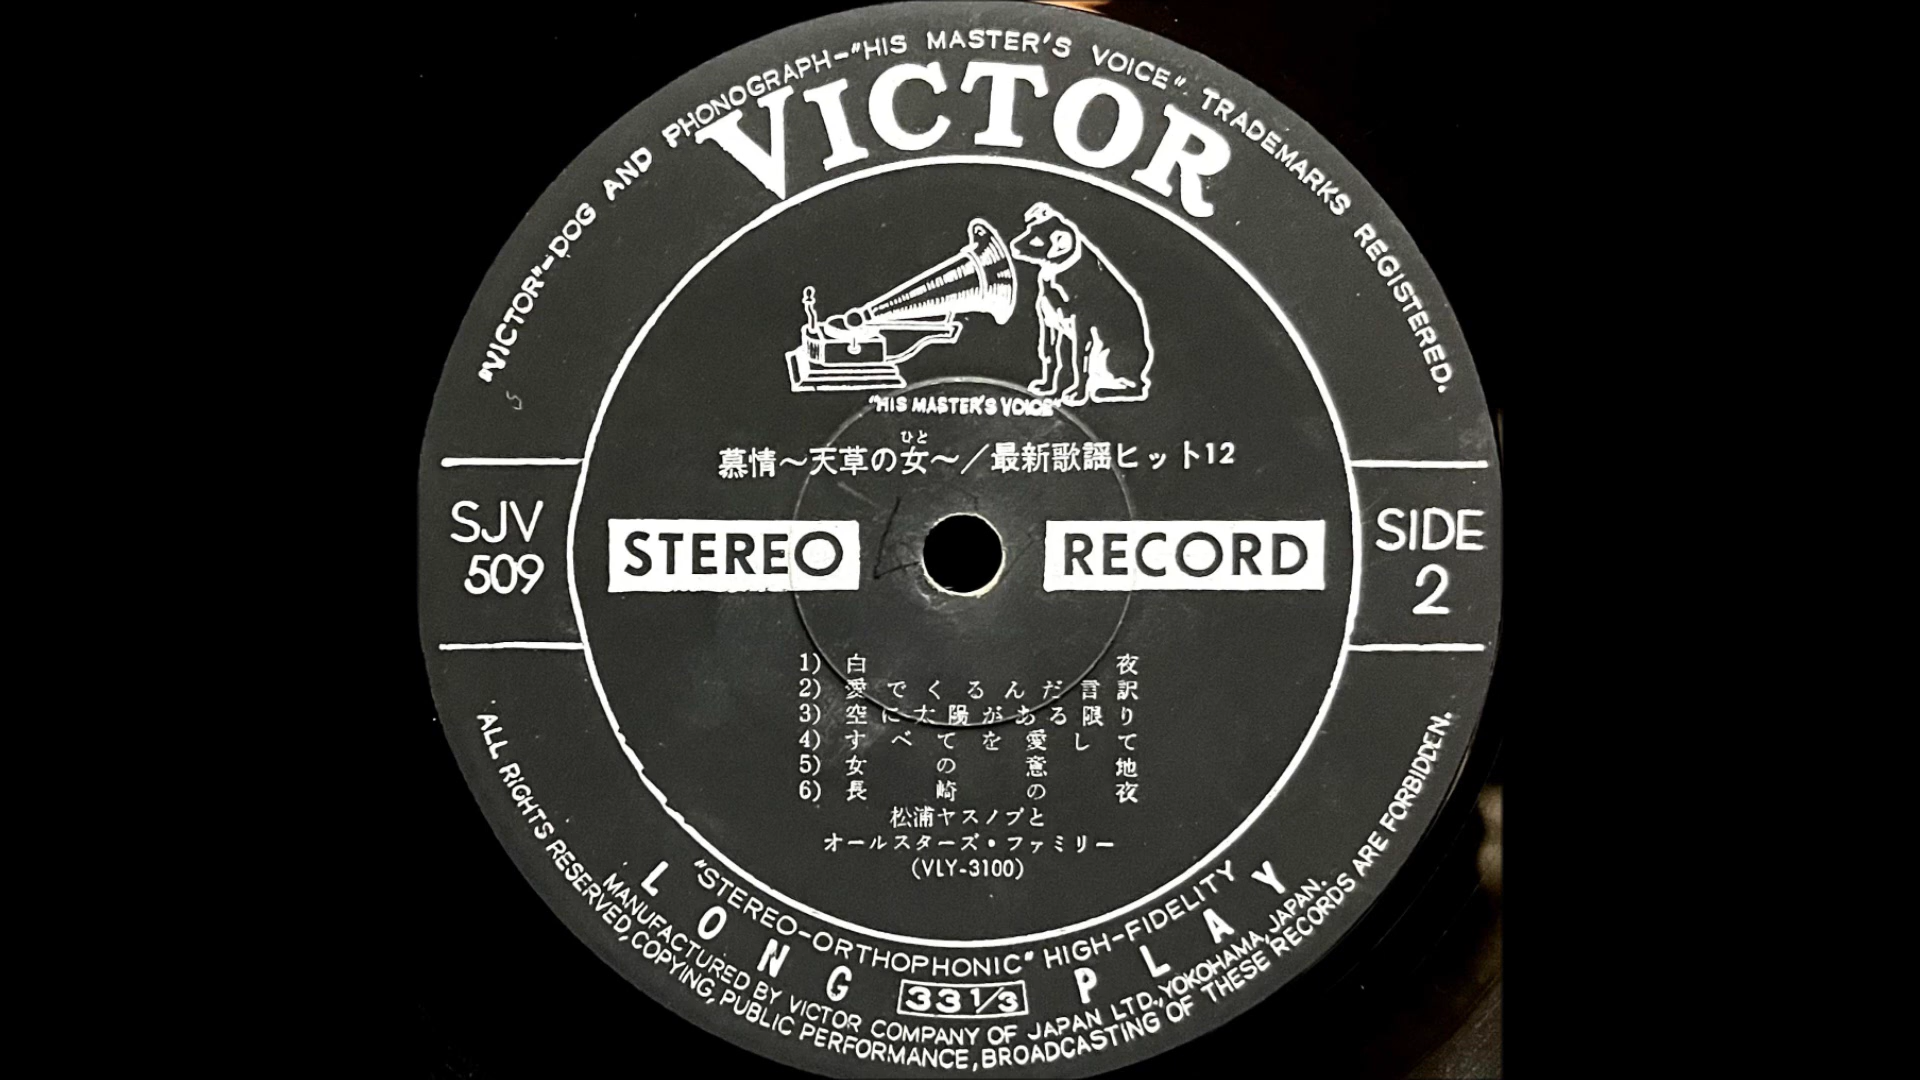 "VICTOR"-DOG AND PHONOGRAPH-"HIS MASTER'S VOICE". TRADEMARKS REGISTERED.
VICTOR
"HIS MASTER'S VOICE"
ひと
慕情〜天草の女〜／最新歌謡ヒット12
SJV
509
STEREO
RECORD
SIDE
2
1) 白夜
2) 愛でくるんだ言訳
3) 空に太陽がある限り
4) すべてを愛して
5) 女の意地
6) 長崎の夜
松浦ヤスノブと
オールスターズ・ファミリー
(VLY-3100)
"STEREO-ORTHOPHONIC" HIGH-FIDELITY
LONG PLAY
33 1/3
MANUFACTURED BY VICTOR COMPANY OF JAPAN LTD., YOKOHAMA, JAPAN.
ALL RIGHTS RESERVED, COPYING, PUBLIC PERFORMANCE, BROADCASTING OF THESE RECORDS ARE FORBIDDEN.